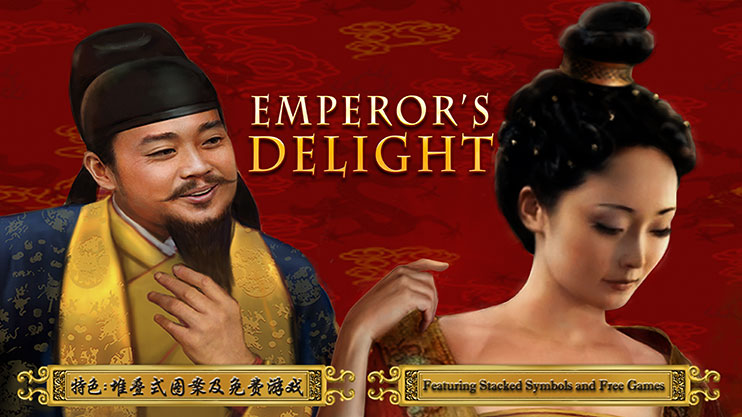 EMPEROR'S
DELIGHT
特色:堆叠式图案及免费游戏
Featuring Stacked Symbols and Free Games